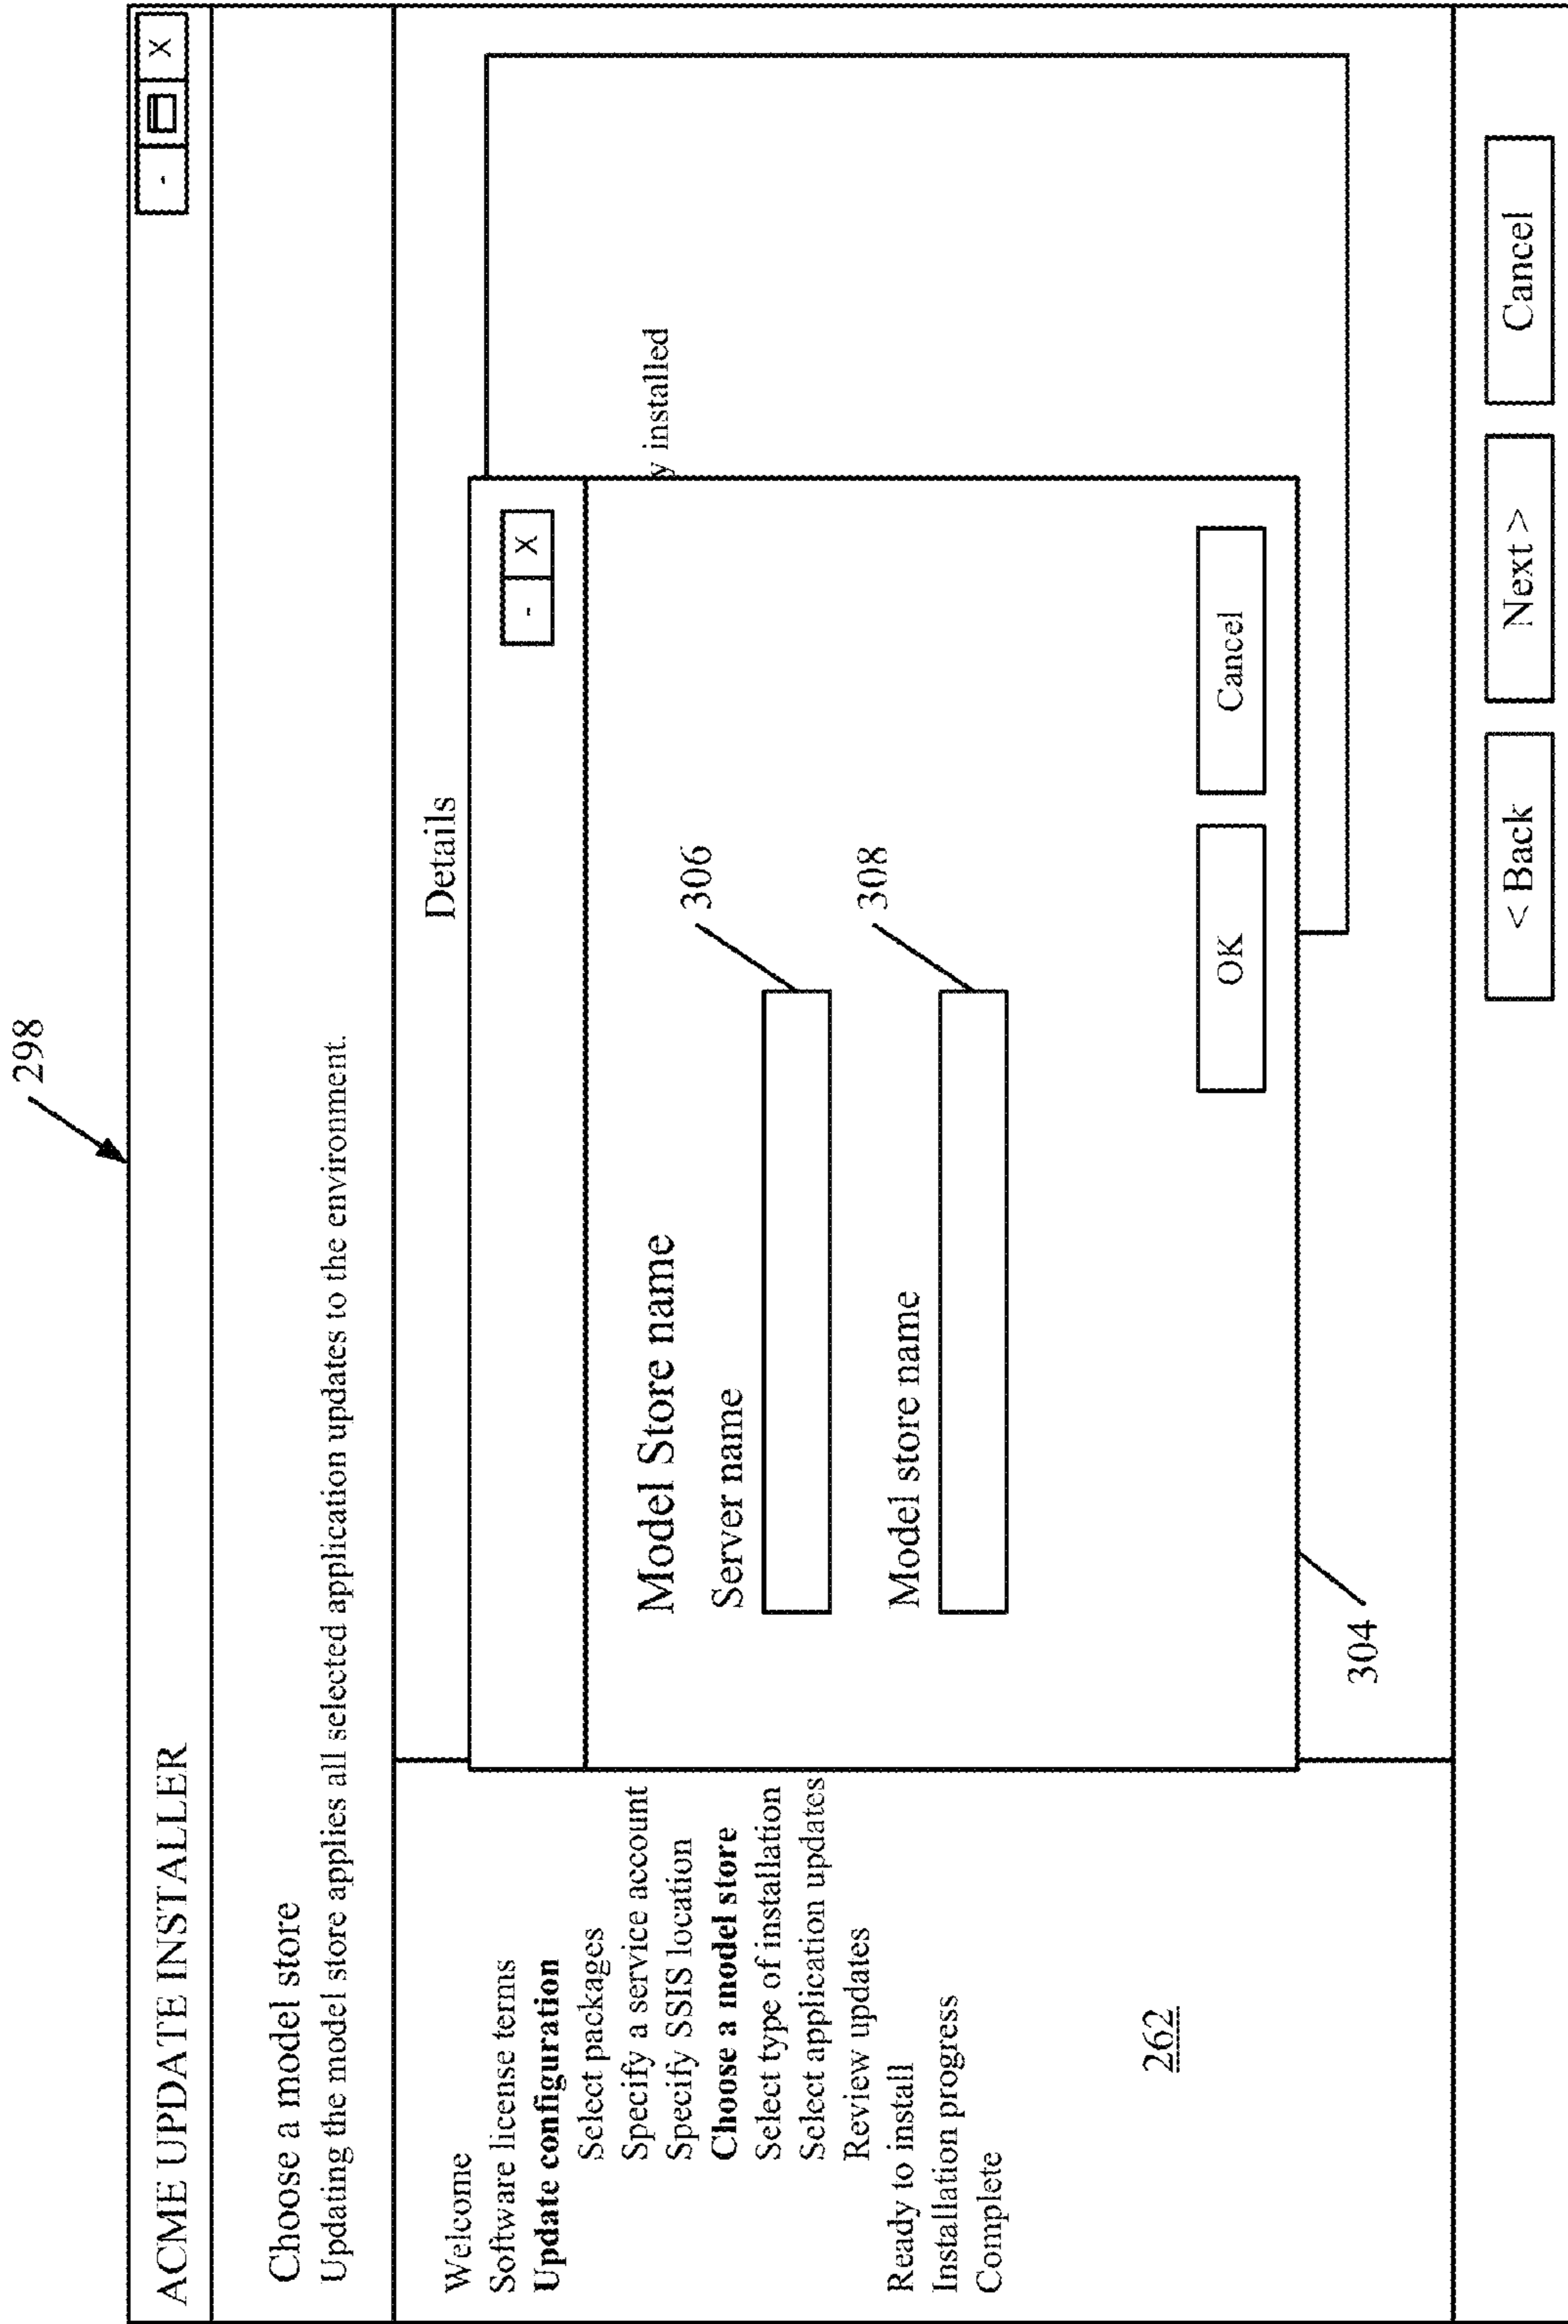 298
ACME UPDATE INSTALLER
- X
Choose a model store
Updating the model store applies all selected application updates to the environment.
Welcome
Software license terms
Update configuration
Select packages
Specify a service account
Specify SSIS location
Choose a model store
Select type of installation
Select application updates
Review updates
Ready to install
Installation progress
Complete
262
Details
- X
y installed
Model Store name
Server name
306
Model store name
308
OK
Cancel
304
< Back
Next >
Cancel